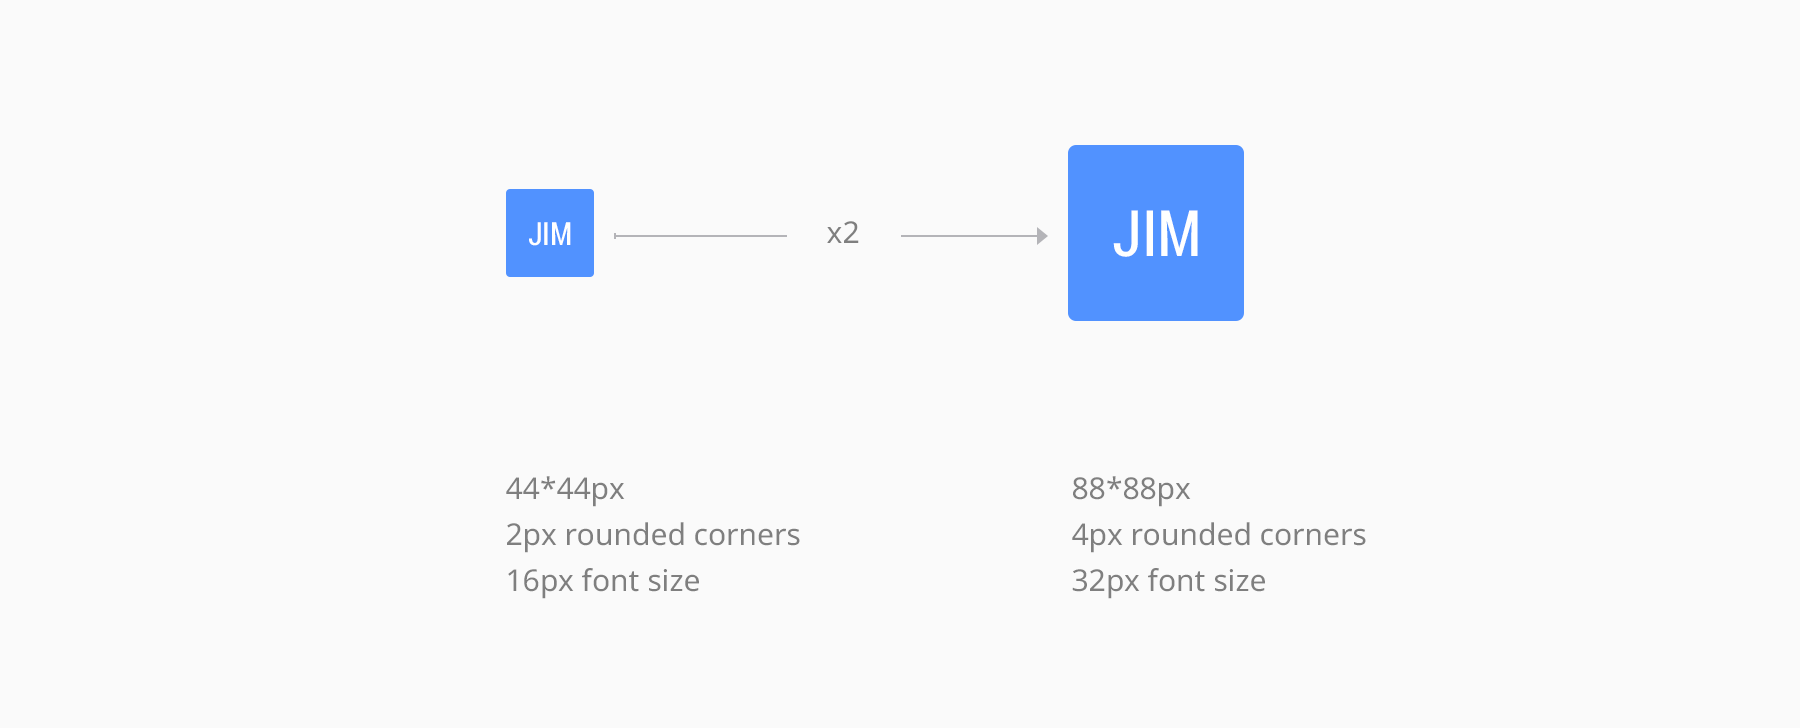 JIM
x2
JIM
44*44px
2px rounded corners
16px font size
88*88px
4px rounded corners
32px font size